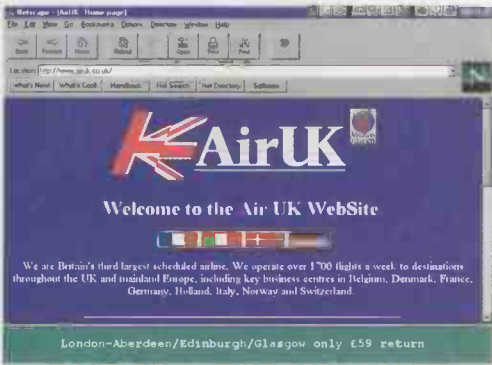 Netscape - [AirUK Home page]
File Edit View Go Bookmarks Options Directory Window Help
Back Forward Home Reload Open Print Find
Location: http://www.airuk.co.uk/
What's New! What's Cool! Handbook Net Search Net Directory Software
AirUK
Welcome to the Air UK WebSite
We are Britain's third largest scheduled airline. We operate over 1700 flights a week to destinations
throughout the UK and mainland Europe, including key business centres in Belgium, Denmark, France,
Germany, Holland, Italy, Norway and Switzerland.
London-Aberdeen/Edinburgh/Glasgow only £59 return